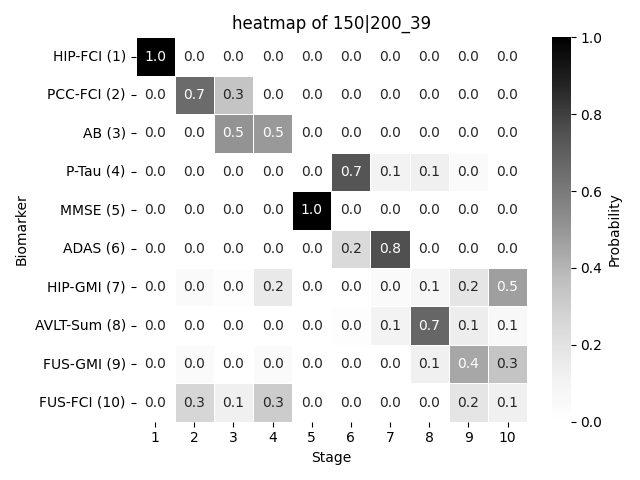 heatmap of 150|200_39
HIP-FCI (1) 1.0 0.0 0.0 0.0 0.0 0.0 0.0 0.0 0.0 0.0
PCC-FCI (2) 0.0 0.7 0.3 0.0 0.0 0.0 0.0 0.0 0.0 0.0
AB (3) 0.0 0.0 0.5 0.5 0.0 0.0 0.0 0.0 0.0 0.0
P-Tau (4) 0.0 0.0 0.0 0.0 0.0 0.7 0.1 0.1 0.0 0.0
MMSE (5) 0.0 0.0 0.0 0.0 1.0 0.0 0.0 0.0 0.0 0.0
ADAS (6) 0.0 0.0 0.0 0.0 0.0 0.2 0.8 0.0 0.0 0.0
HIP-GMI (7) 0.0 0.0 0.0 0.2 0.0 0.0 0.0 0.1 0.2 0.5
AVLT-Sum (8) 0.0 0.0 0.0 0.0 0.0 0.0 0.1 0.7 0.1 0.1
FUS-GMI (9) 0.0 0.0 0.0 0.0 0.0 0.0 0.0 0.1 0.4 0.3
FUS-FCI (10) 0.0 0.3 0.1 0.3 0.0 0.0 0.0 0.0 0.2 0.1
1 2 3 4 5 6 7 8 9 10
Stage
Biomarker
1.0
0.8
0.6
0.4
0.2
0.0
Probability